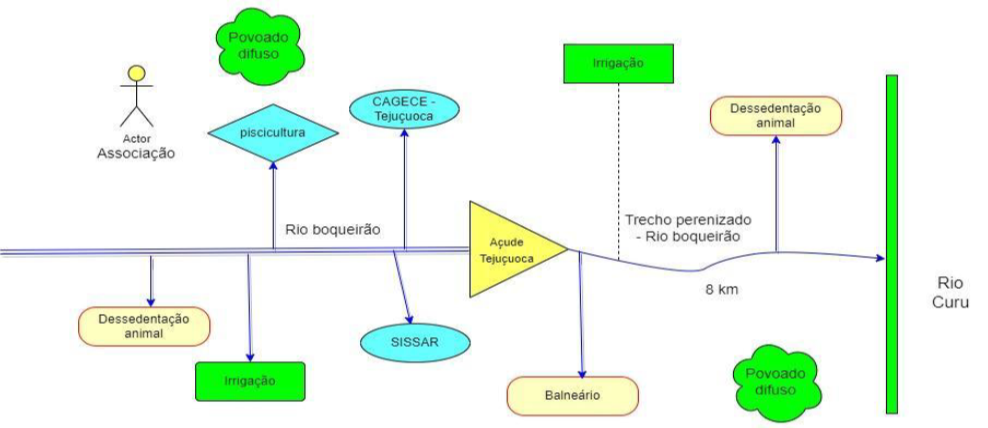 Povoado
difuso
Irrigação
CAGECE -
Tejuçuoca
Dessedentação
animal
piscicultura
Actor
Associação
Rio boqueirão
Trecho perenizado
- Rio boqueirão
Açude
Tejuçuoca
8 km
Rio
Curu
Dessedentação
animal
SISSAR
Irrigação
Balneário
Povoado
difuso